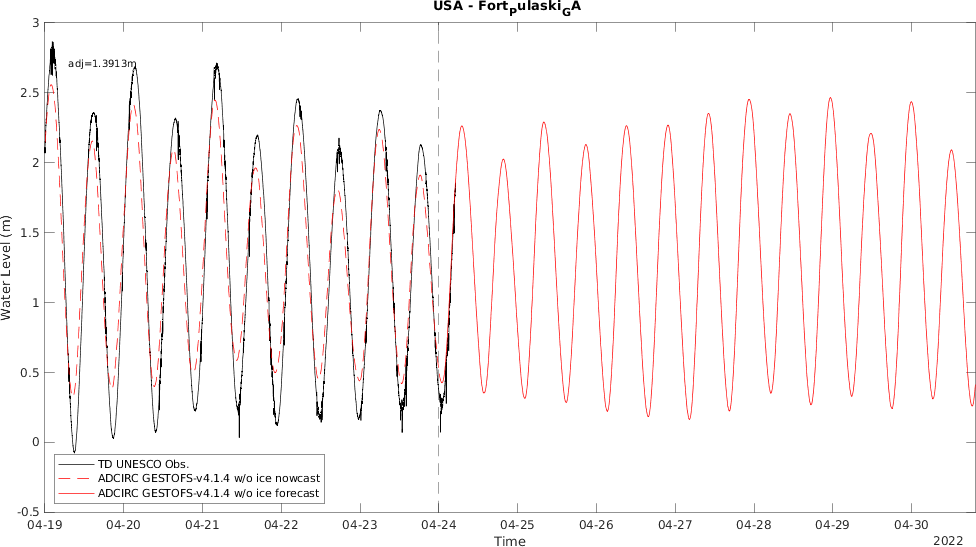 USA - Fort_Pulaski_GA
adj=1.3913m
Water Level (m)
3
2.5
2
1.5
1
0.5
0
-0.5
TD UNESCO Obs.
ADCIRC GESTOFS-v4.1.4 w/o ice nowcast
ADCIRC GESTOFS-v4.1.4 w/o ice forecast
04-19 04-20 04-21 04-22 04-23 04-24 04-25 04-26 04-27 04-28 04-29 04-30
Time
2022